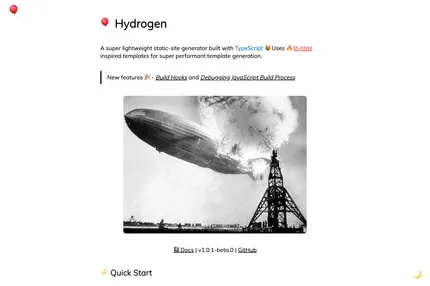 🎈 Hydrogen
A super lightweight static-site generator built with TypeScript 😻 Uses 🔥 lit-html
inspired templates for super performant template generation.
New features 🎉 - Build Hooks and Debugging JavaScript Build Process
📓 Docs | v1.0.1-beta.0 | GitHub
⚡ Quick Start